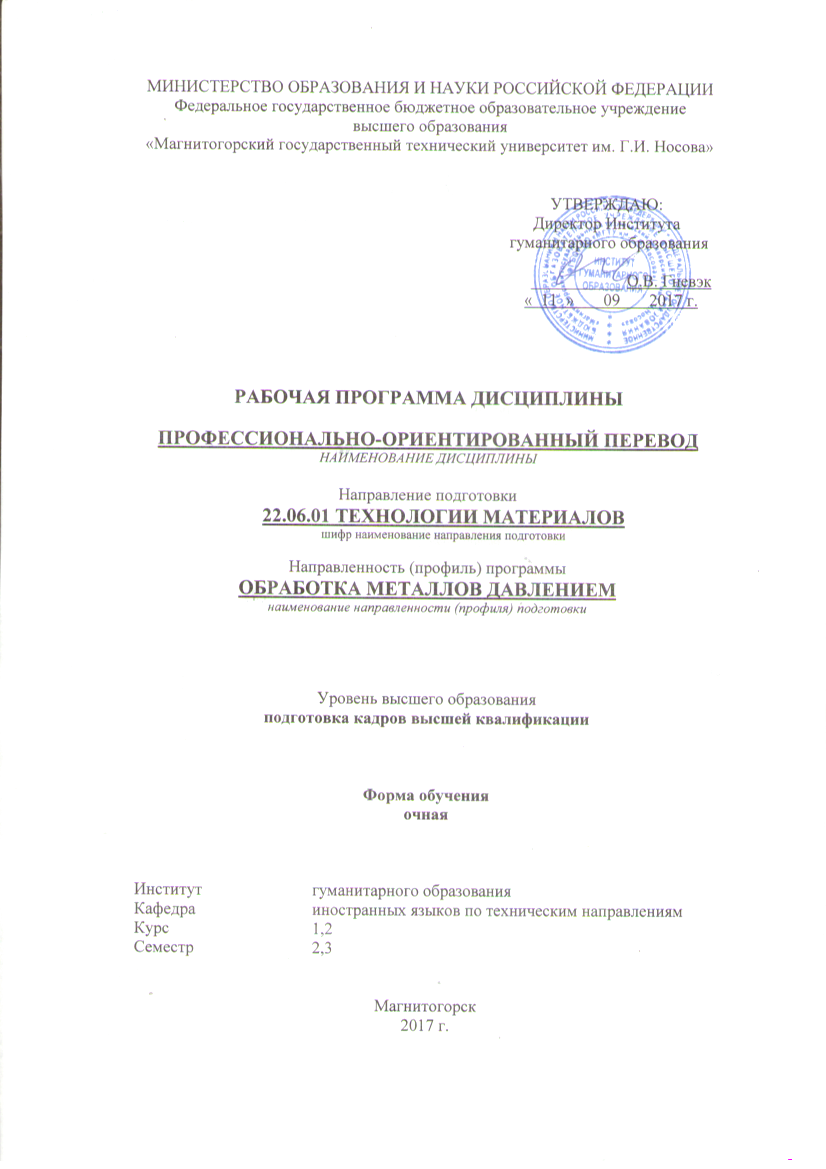 МИНИСТЕРСТВО ОБРАЗОВАНИЯ И НАУКИ РОССИЙСКОЙ ФЕДЕРАЦИИ
Федеральное государственное бюджетное образовательное учреждение
высшего образования
«Магнитогорский государственный технический университет им. Г.И. Носова»
УТВЕРЖДАЮ:
Директор Института
гуманитарного образования
О.В. Гневэк
« 11 » 09 2017 г.
ИНСТИТУТ
ГУМАНИТАРНОГО
ОБРАЗОВАНИЯ
РАБОЧАЯ ПРОГРАММА ДИСЦИПЛИНЫ
ПРОФЕССИОНАЛЬНО-ОРИЕНТИРОВАННЫЙ ПЕРЕВОД
НАИМЕНОВАНИЕ ДИСЦИПЛИНЫ
Направление подготовки
22.06.01 ТЕХНОЛОГИИ МАТЕРИАЛОВ
шифр наименование направления подготовки
Направленность (профиль) программы
ОБРАБОТКА МЕТАЛЛОВ ДАВЛЕНИЕМ
наименование направленности (профиля) подготовки
Уровень высшего образования
подготовка кадров высшей квалификации
Форма обучения
очная
Институт гуманитарного образования
Кафедра иностранных языков по техническим направлениям
Курс 1,2
Семестр 2,3
Магнитогорск
2017 г.